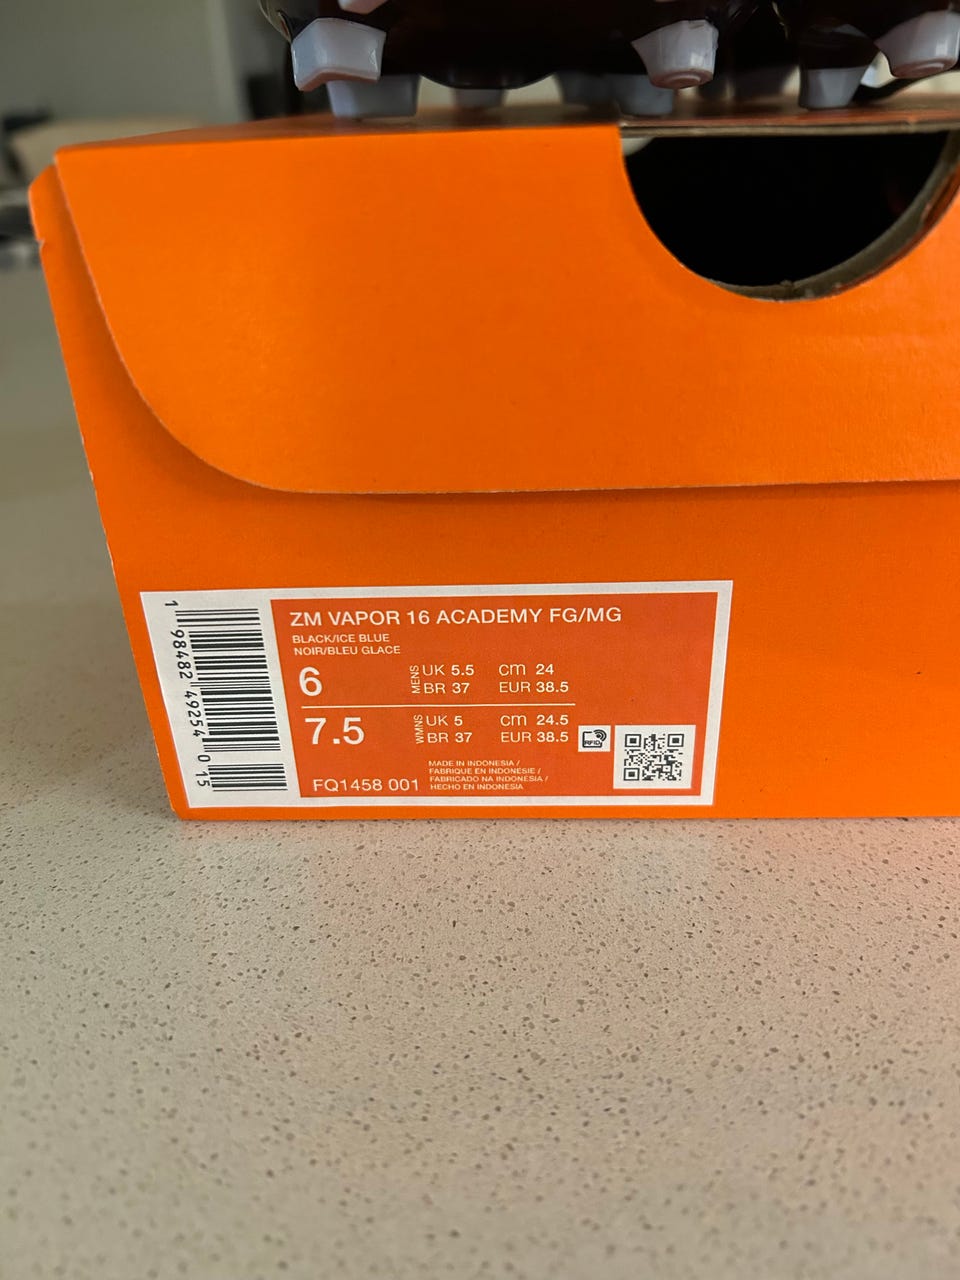 ZM VAPOR 16 ACADEMY FG/MG
BLACK/ICE BLUE
NOIR/BLEU GLACE
6 MENS UK 5.5 cm 24
BR 37 EUR 38.5
7.5 WMNS UK 5 cm 24.5
BR 37 EUR 38.5
RFID
FQ1458 001
MADE IN INDONESIA /
FABRIQUE EN INDONESIE /
FABRICADO NA INDONESIA /
HECHO EN INDONESIA
1 98482 49254 0 15